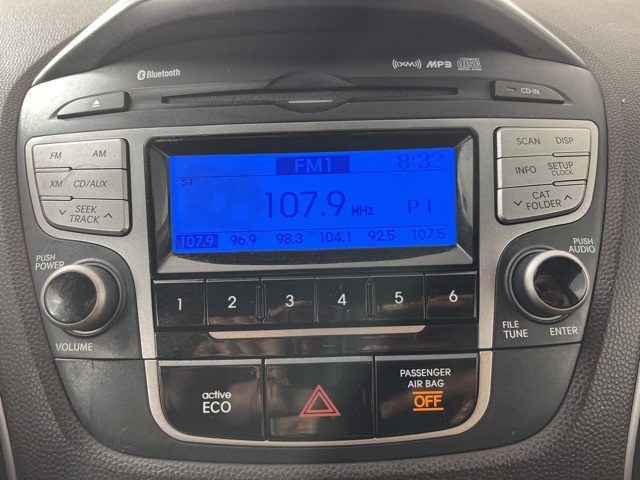 Bluetooth
((XM)) MP3 COMPACT disc
CD-IN
FM AM
XM CD/AUX
SEEK
TRACK
FM1 8:32
ST
107.9 MHz P1
107.9 96.9 98.3 104.1 92.5 107.5
SCAN DISP
INFO SETUP
CLOCK
CAT
FOLDER
PUSH
POWER
VOLUME
1 2 3 4 5 6
PUSH
AUDIO
FILE
TUNE
ENTER
active
ECO
PASSENGER
AIR BAG
OFF